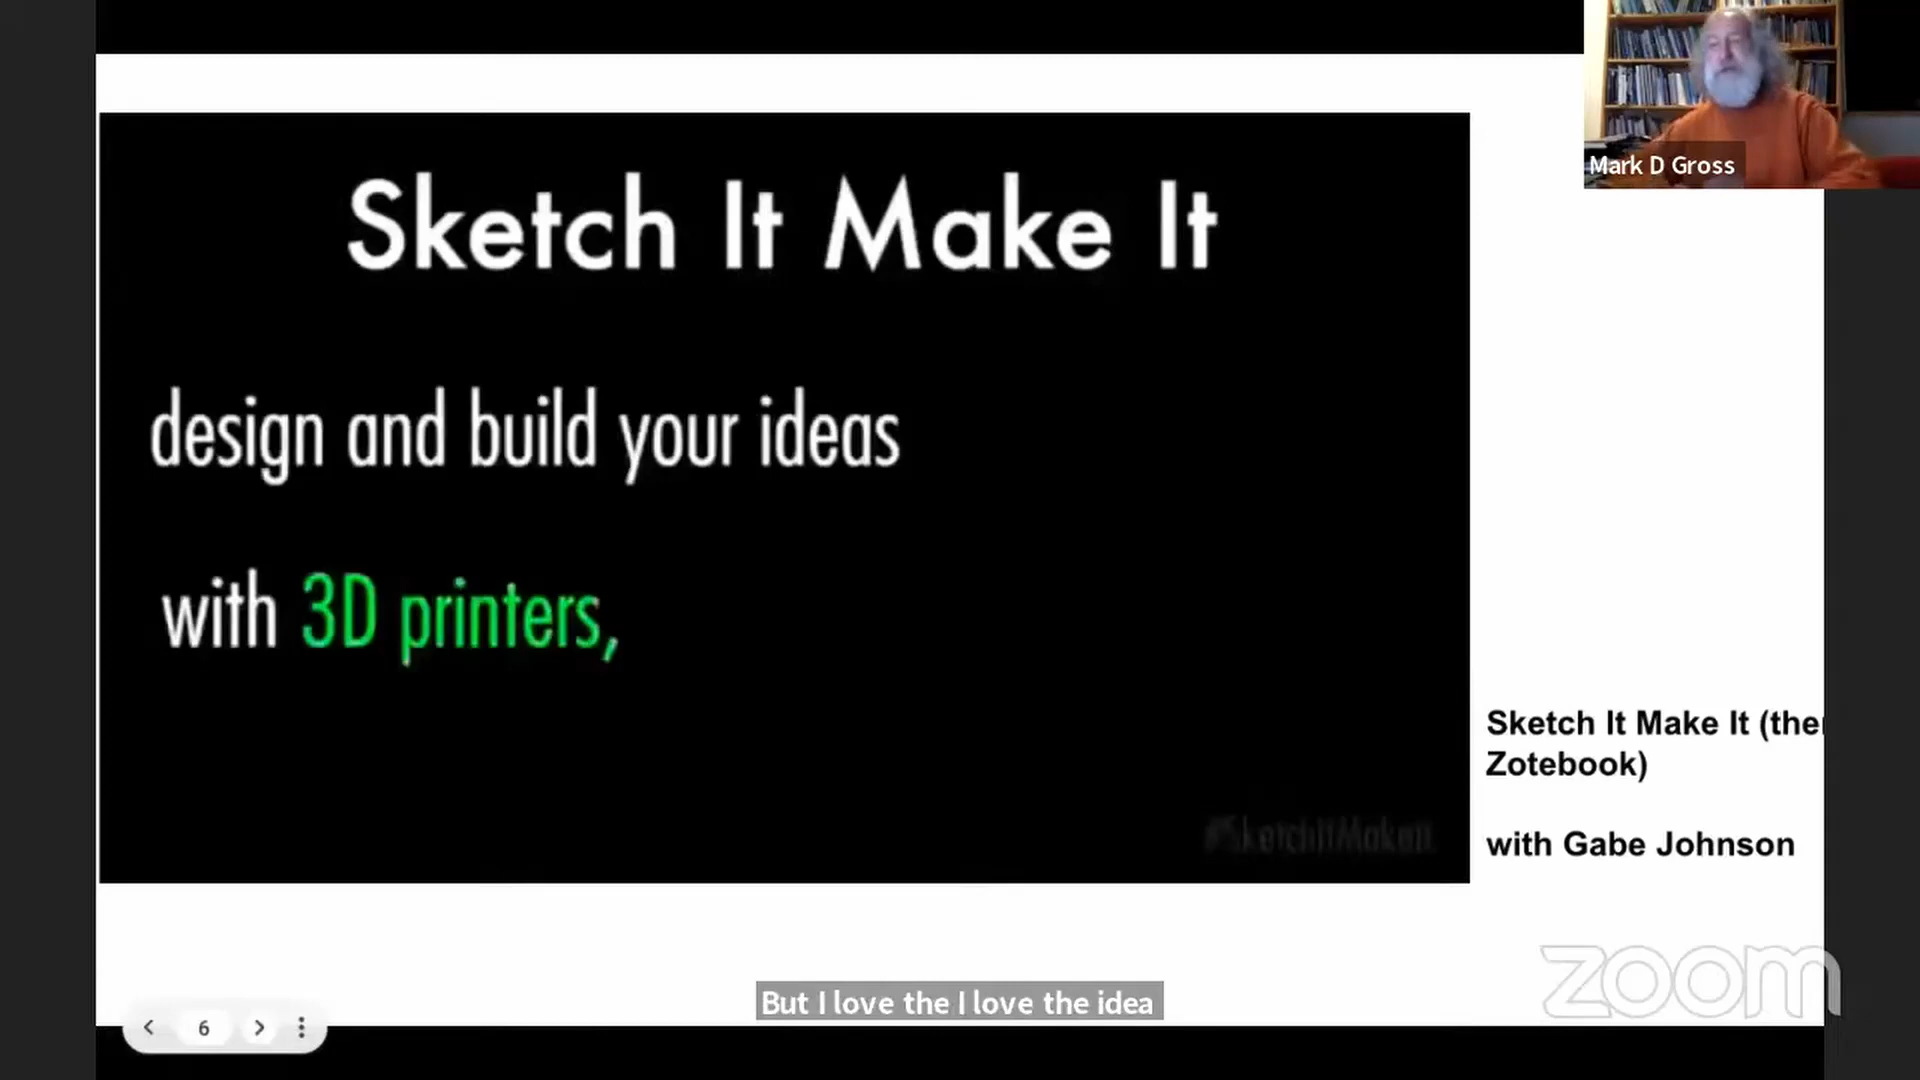 Sketch It Make It
design and build your ideas
with 3D printers,
#SketchItMakeIt
Mark D Gross
Sketch It Make It (the
Zotebook)
with Gabe Johnson
zoom
But I love the I love the idea
6